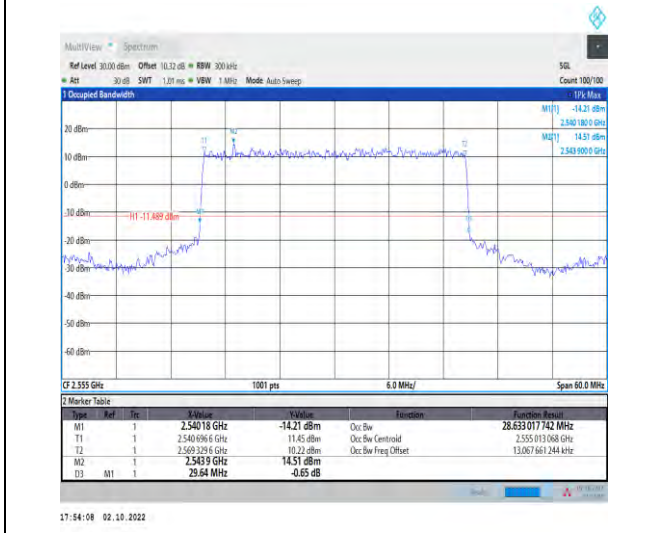 MultiView Spectrum
Ref Level 30.00 dBm Offset 10.32 dB RBW 300 kHz SGL
Att 30 dB SWT 1.01 ms VBW 1 MHz Mode Auto Sweep Count 100/100
1 Occupied Bandwidth 1Pk Max
M1[1] -14.21 dBm
2.540 180 0 GHz
M2[1] 14.51 dBm
2.543 900 0 GHz
20 dBm
M2
10 dBm
0 dBm
-10 dBm
H1 -11.489 dBm
-20 dBm
-30 dBm
-40 dBm
-50 dBm
-60 dBm
CF 2.555 GHz 1001 pts 6.0 MHz/ Span 60.0 MHz
2 Marker Table
Type Ref Trc X-Value Y-Value Function Function Result
M1 1 2.54018 GHz -14.21 dBm Occ Bw 28.633 017 742 MHz
T1 1 2.540 696 6 GHz 11.45 dBm Occ Bw Centroid 2.555 013 068 GHz
T2 1 2.569 329 6 GHz 10.22 dBm Occ Bw Freq Offset 13.067 661 244 kHz
M2 1 2.5439 GHz 14.51 dBm
D3 M1 1 29.64 MHz -0.65 dB
17:54:08 02.10.2022